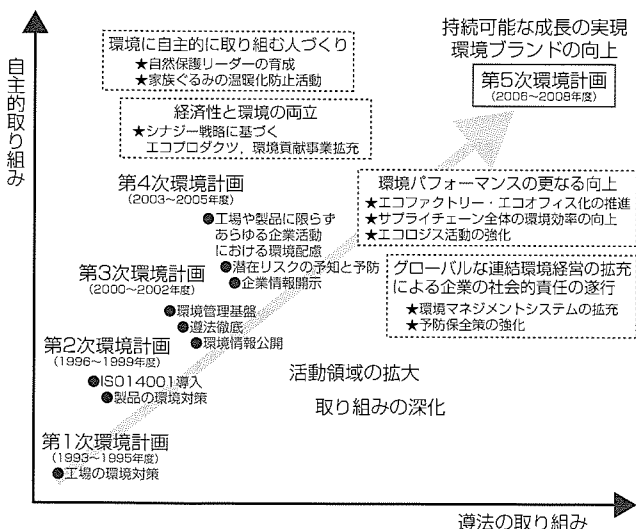 持続可能な成長の実現
環境ブランドの向上
第5次環境計画
(2006〜2008年度)
環境に自主的に取り組む人づくり
★自然保護リーダーの育成
★家族ぐるみの温暖化防止活動
経済性と環境の両立
★シナジー戦略に基づく
エコプロダクツ，環境貢献事業拡充
自主的取り組み
第4次環境計画
(2003〜2005年度)
●工場や製品に限らず
あらゆる企業活動
における環境配慮
●潜在リスクの予知と予防
●企業情報開示
環境パフォーマンスの更なる向上
★エコファクトリー・エコオフィス化の推進
★サプライチェーン全体の環境効率の向上
★エコロジス活動の強化
グローバルな連結環境経営の拡充
による企業の社会的責任の遂行
★環境マネジメントシステムの拡充
★予防保全策の強化
第3次環境計画
(2000〜2002年度)
●環境管理基盤
●遵法徹底
●環境情報公開
第2次環境計画
(1996〜1999年度)
●ISO14001導入
●製品の環境対策
活動領域の拡大
取り組みの深化
第1次環境計画
(1993〜1995年度)
●工場の環境対策
遵法の取り組み